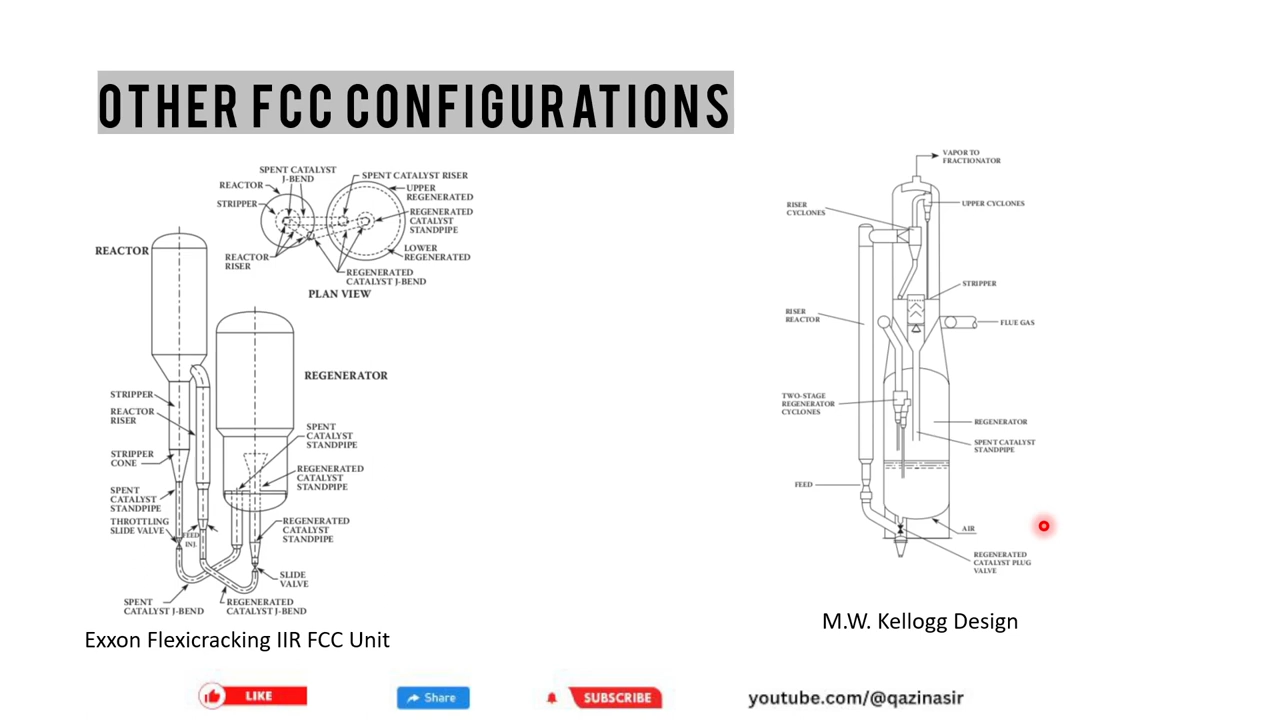 OTHER FCC CONFIGURATIONS
SPENT CATALYST
J-BEND
REACTOR
STRIPPER
SPENT CATALYST RISER
UPPER
REGENERATED
REGENERATED
CATALYST
STANDPIPE
LOWER
REGENERATED
REACTOR
RISER
REGENERATED
CATALYST J-BEND
PLAN VIEW
REACTOR
REGENERATOR
STRIPPER
REACTOR
RISER
STRIPPER
CONE
SPENT
CATALYST
STANDPIPE
THROTTLING
SLIDE VALVE
FEED
INJ.
SPENT
CATALYST
STANDPIPE
REGENERATED
CATALYST
STANDPIPE
REGENERATED
CATALYST
STANDPIPE
SLIDE
VALVE
SPENT
CATALYST J-BEND
REGENERATED
CATALYST J-BEND
Exxon Flexicracking IIR FCC Unit
VAPOR TO
FRACTIONATOR
RISER
CYCLONES
UPPER CYCLONES
STRIPPER
RISER
REACTOR
FLUE GAS
TWO-STAGE
REGENERATOR
CYCLONES
REGENERATOR
SPENT CATALYST
STANDPIPE
FEED
AIR
REGENERATED
CATALYST PLUG
VALVE
M.W. Kellogg Design
LIKE
Share
SUBSCRIBE
youtube.com/@qazinasir